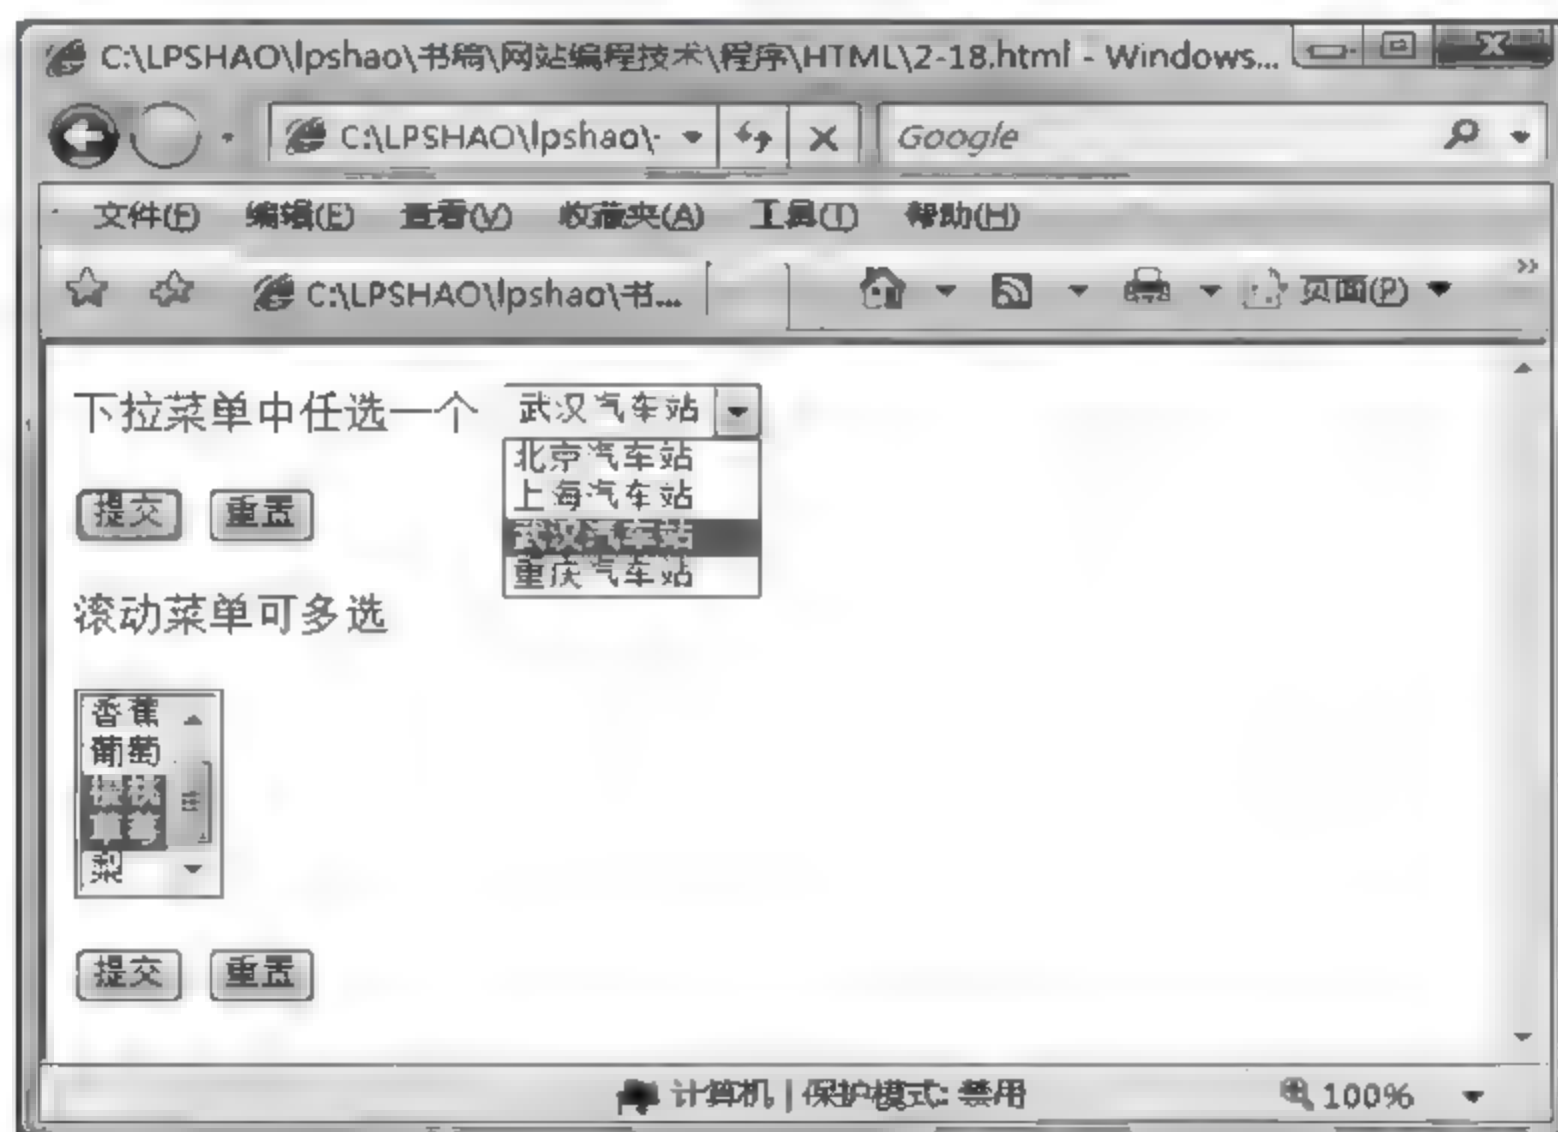 C:\LPSHAO\lpshao\书稿\网站编程技术\程序\HTML\2-18.html - Windows...
C:\LPSHAO\lpshao\ Google
文件(F) 编辑(E) 查看(V) 收藏夹(A) 工具(T) 帮助(H)
C:\LPSHAO\lpshao\书... 页面(P)
下拉菜单中任选一个 武汉汽车站
北京汽车站
上海汽车站
武汉汽车站
重庆汽车站
提交 重置
滚动菜单可多选
香蕉
葡萄
樱桃
草莓
梨
提交 重置
计算机 | 保护模式: 禁用 100%